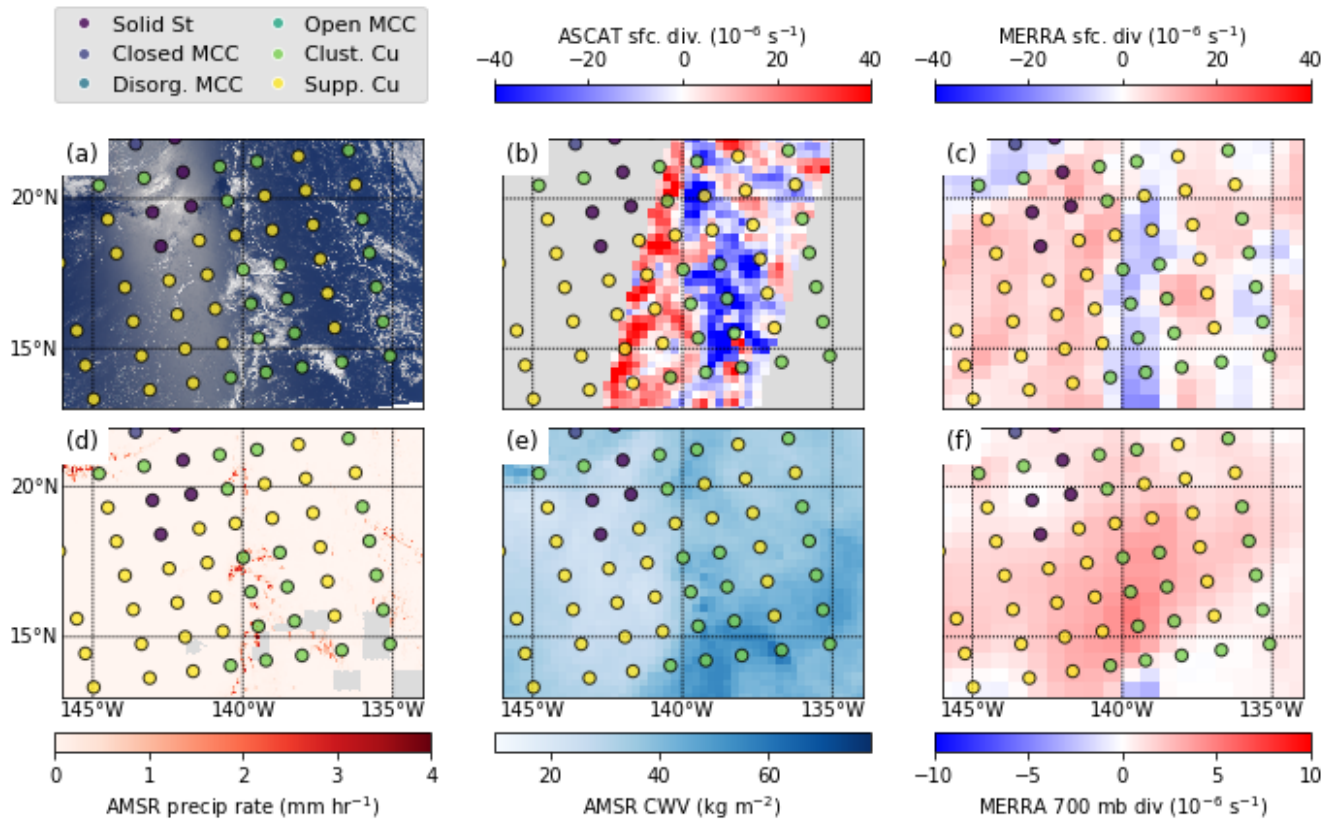 Solid St
Open MCC
Closed MCC
Clust. Cu
Disorg. MCC
Supp. Cu
ASCAT sfc. div. (10⁻⁶ s⁻¹)
−40 −20 0 20 40
MERRA sfc. div (10⁻⁶ s⁻¹)
−40 −20 0 20 40
(a)
(b)
(c)
20°N
15°N
(d)
(e)
(f)
20°N
15°N
145°W 140°W 135°W
145°W 140°W 135°W
145°W 140°W 135°W
0 1 2 3 4
AMSR precip rate (mm hr⁻¹)
20 40 60
AMSR CWV (kg m⁻²)
−10 −5 0 5 10
MERRA 700 mb div (10⁻⁶ s⁻¹)